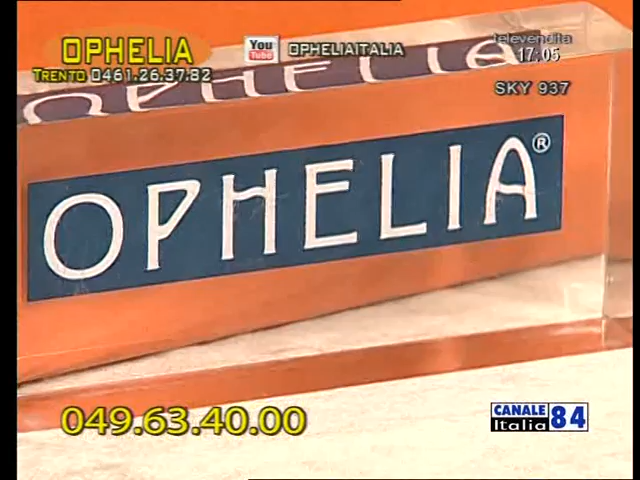 OPHELIA
TRENTO 0461.26.37.82
You Tube OPHELIAITALIA
televendita
17:05
SKY 937
OPHELIA
OPHELIA®
049.63.40.00
CANALE 84
Italia